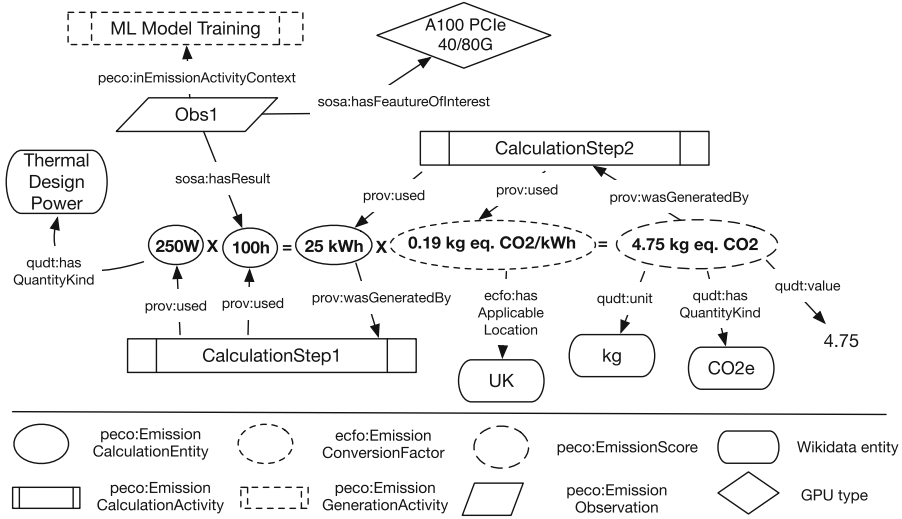 ML Model Training
A100 PCIe
40/80G
peco:inEmissionActivityContext
sosa:hasFeautureOfInterest
Obs1
CalculationStep2
Thermal
Design
Power
sosa:hasResult
prov:used
prov:used
prov:wasGeneratedBy
250W X 100h = 25 kWh X 0.19 kg eq. CO2/kWh = 4.75 kg eq. CO2
qudt:has
QuantityKind
prov:used
prov:used
prov:wasGeneratedBy
ecfo:has
Applicable
Location
qudt:unit
qudt:has
QuantityKind
qudt:value
4.75
CalculationStep1
UK
kg
CO2e
peco:Emission
CalculationEntity
ecfo:Emission
ConversionFactor
peco:EmissionScore
Wikidata entity
peco:Emission
CalculationActivity
peco:Emission
GenerationActivity
peco:Emission
Observation
GPU type